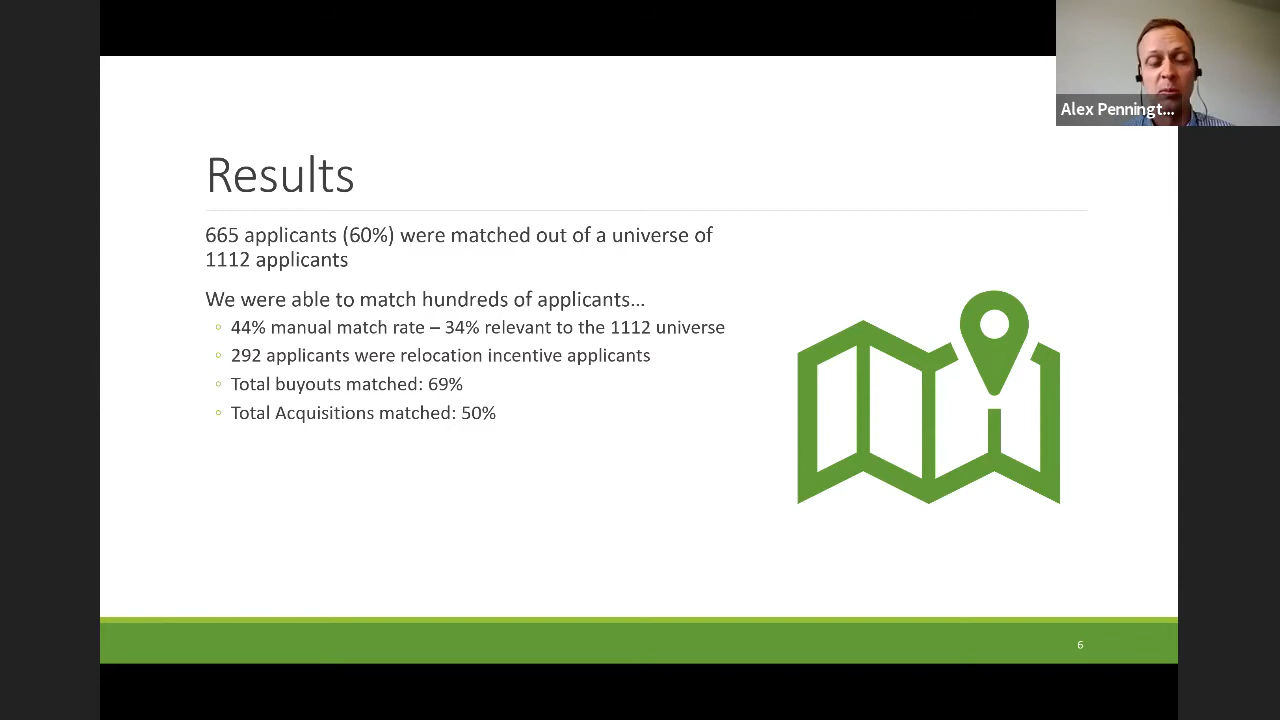 Alex Penningt...
Results
665 applicants (60%) were matched out of a universe of
1112 applicants
We were able to match hundreds of applicants…
◦ 44% manual match rate – 34% relevant to the 1112 universe
◦ 292 applicants were relocation incentive applicants
◦ Total buyouts matched: 69%
◦ Total Acquisitions matched: 50%
6